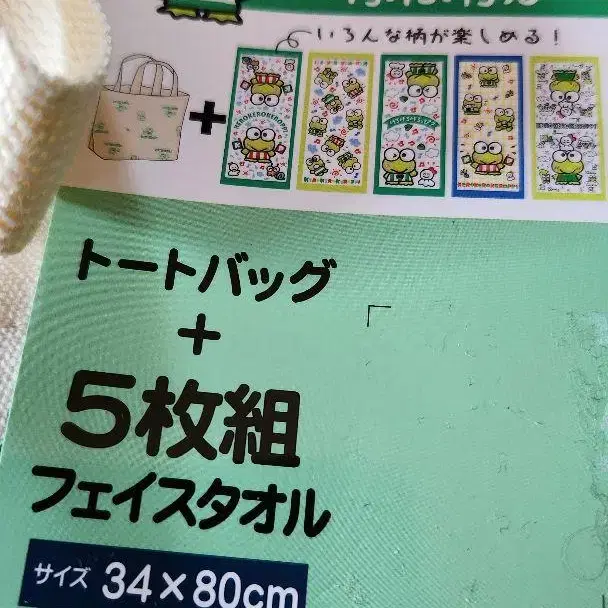 いろんな柄が楽しめる!
+
KEROKEROKEROPPI
トートバッグ
+
5枚組
フェイスタオル
サイズ 34×80cm